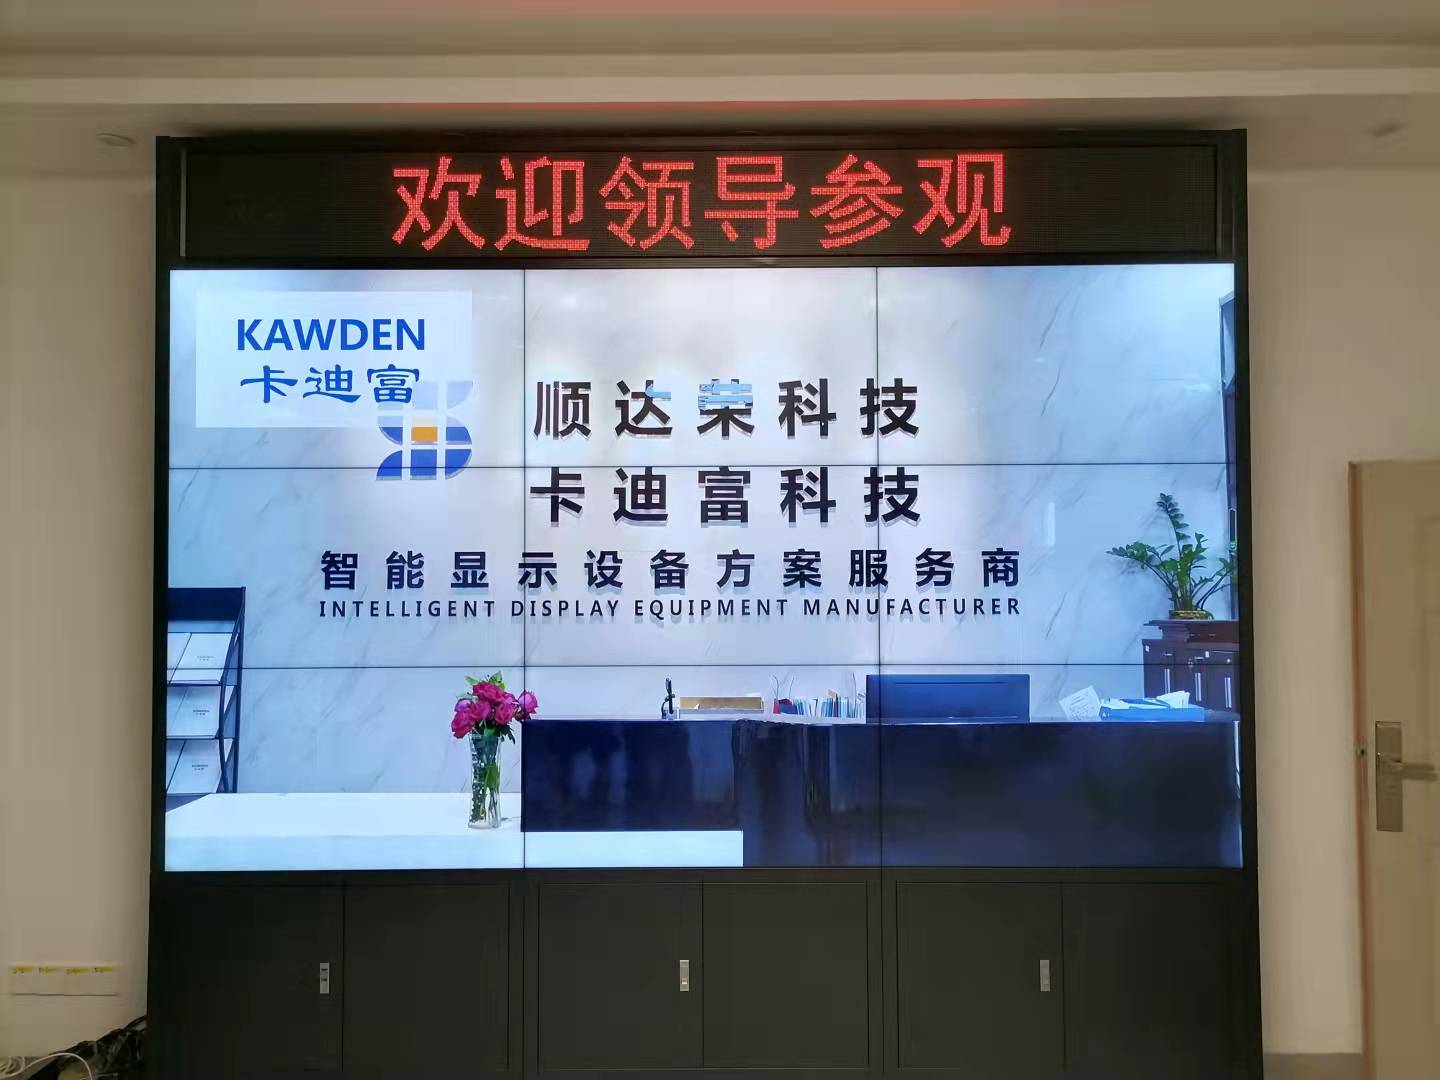 欢迎领导参观
KAWDEN
卡迪富
顺达荣科技
卡迪富科技
智能显示设备方案服务商
INTELLIGENT DISPLAY EQUIPMENT MANUFACTURER